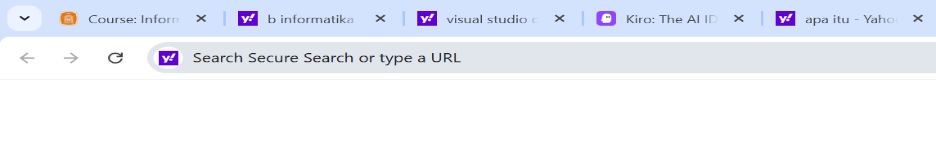 Course: Inform
b informatika
visual studio c
Kiro: The AI ID
apa itu - Yaho
Search Secure Search or type a URL